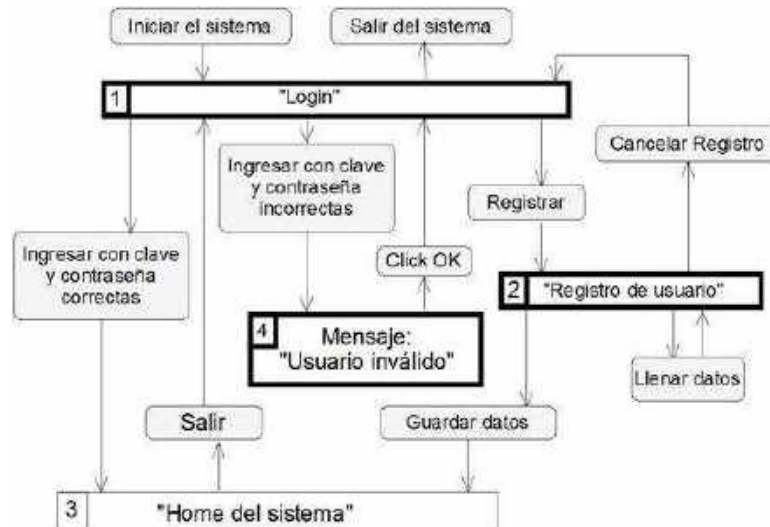 Iniciar el sistema
Salir del sistema
1
"Login"
Cancelar Registro
Ingresar con clave
y contraseña
incorrectas
Registrar
Ingresar con clave
y contraseña
correctas
Click OK
2
"Registro de usuario"
4
Mensaje:
"Usuario inválido"
Llenar datos
Salir
Guardar datos
3
"Home del sistema"